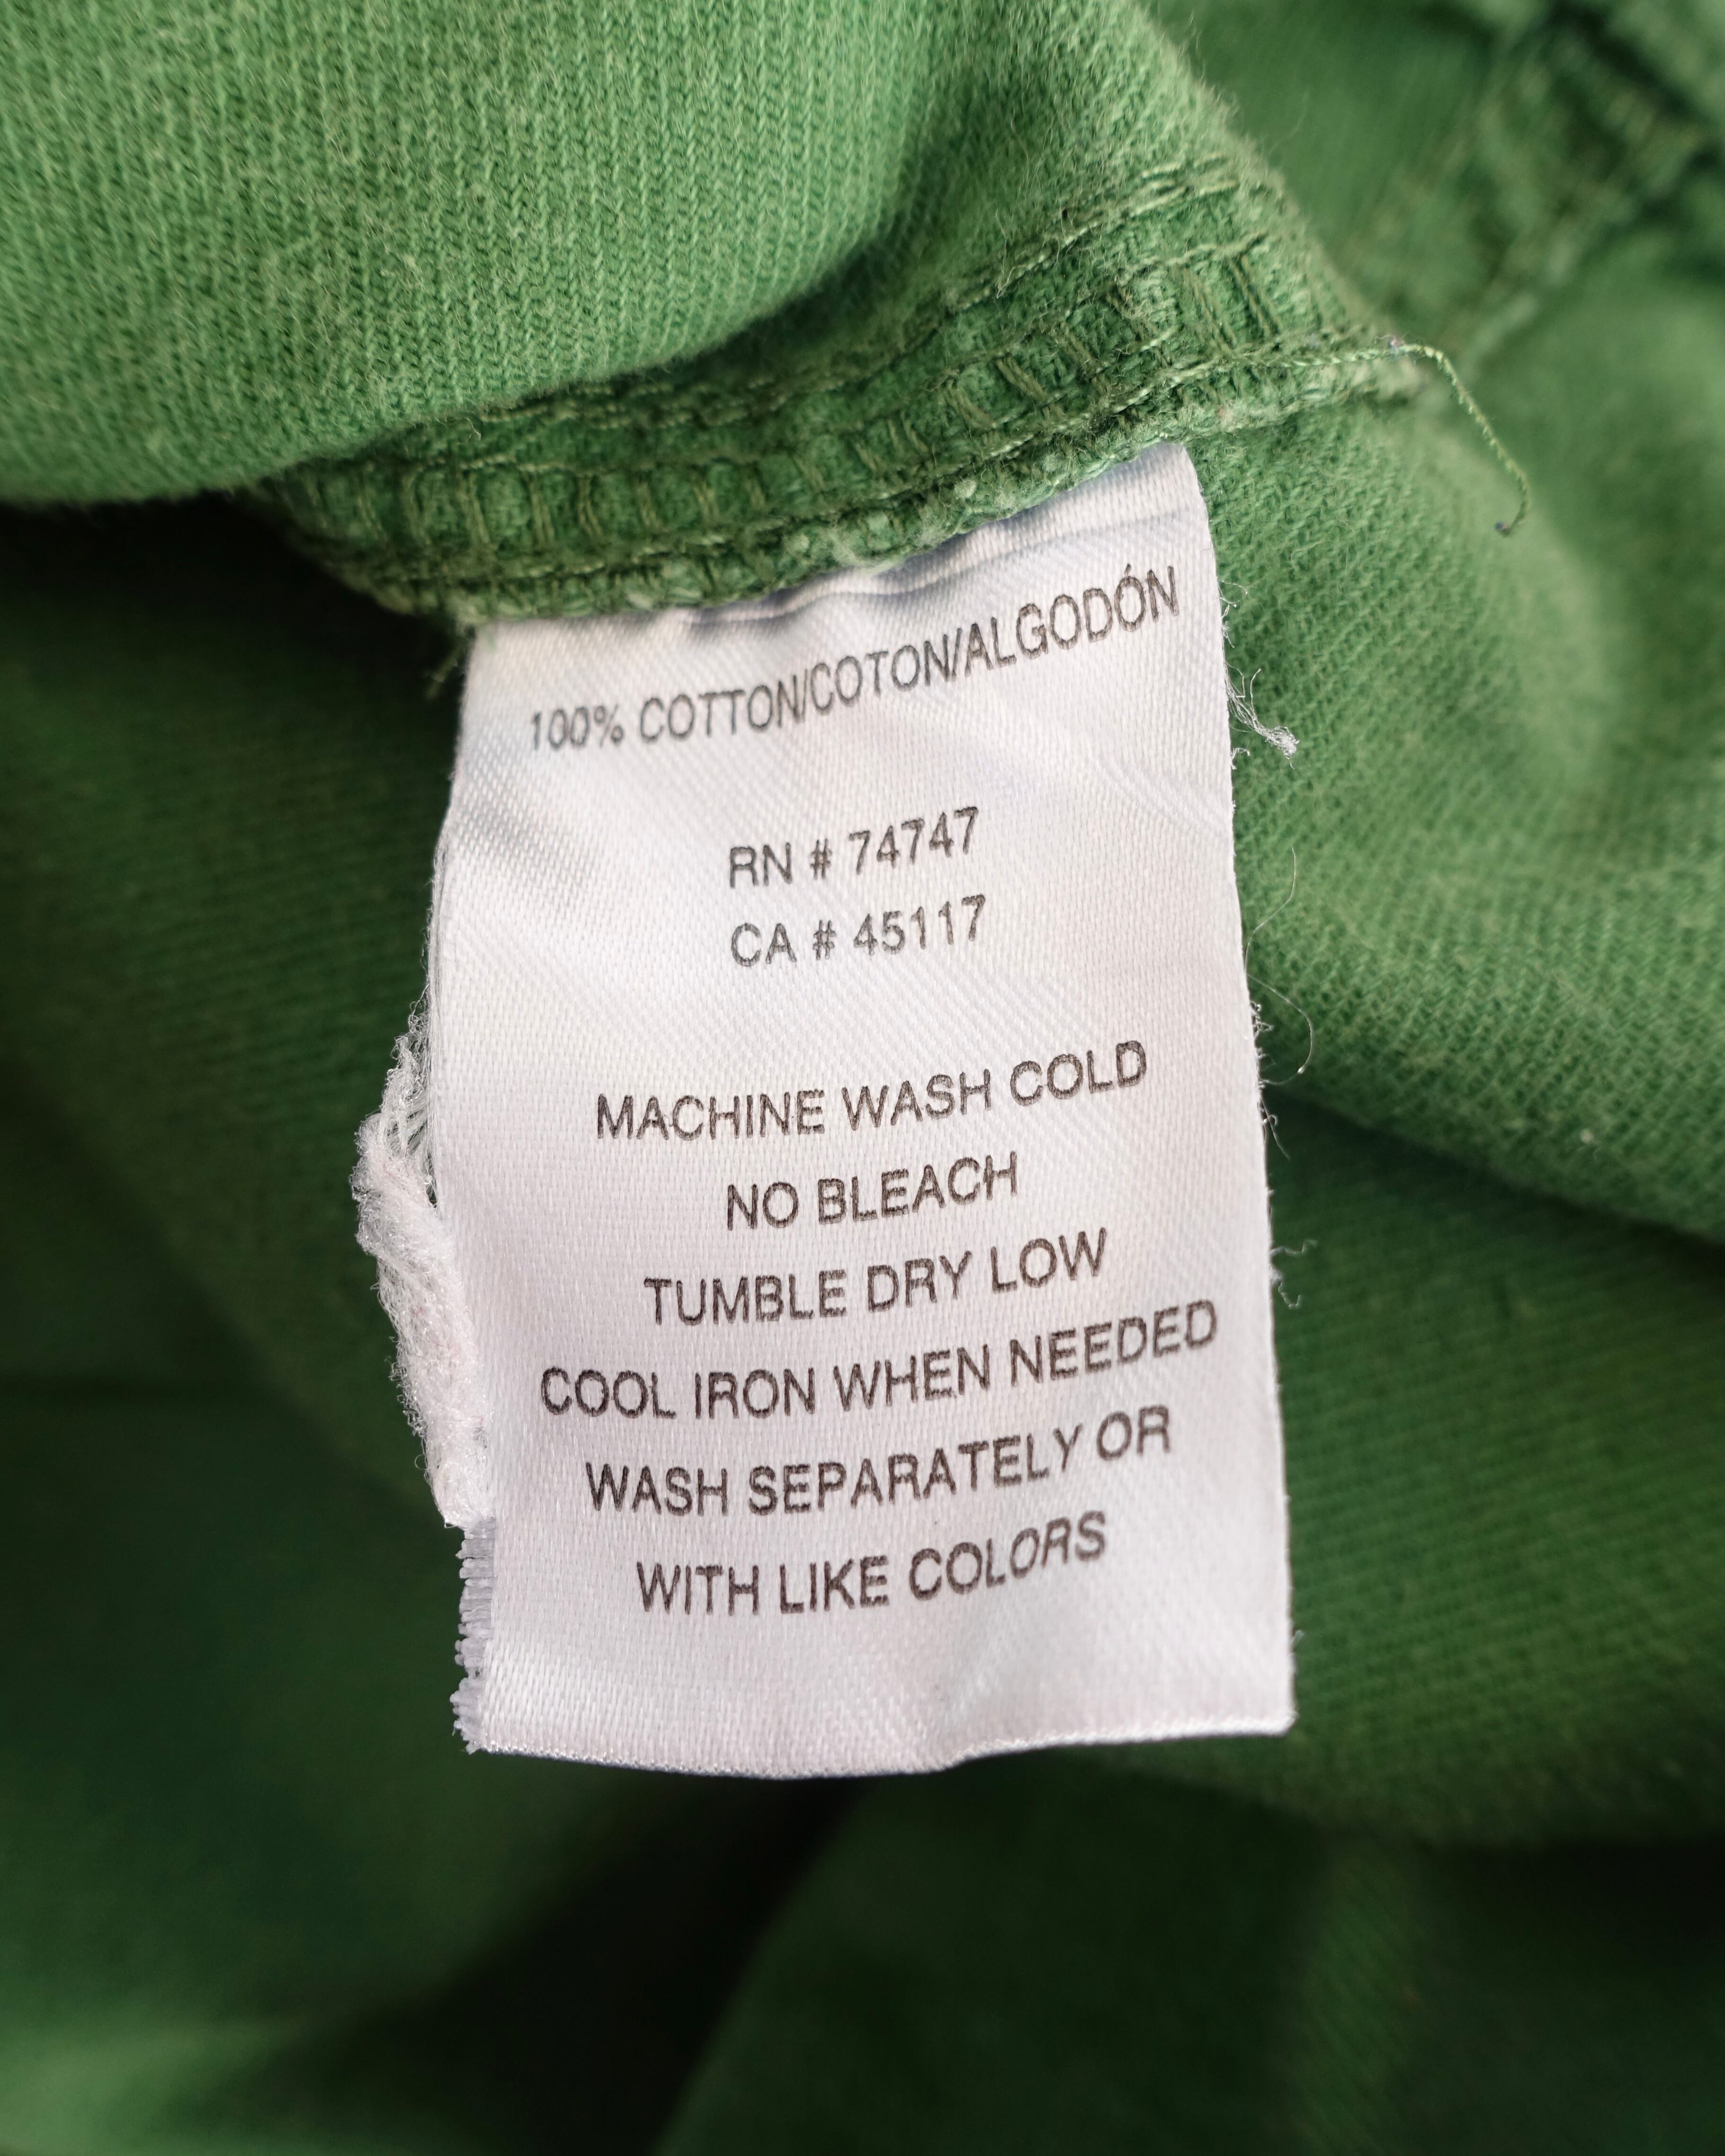 100% COTTON/COTON/ALGODÓN
RN # 74747
CA # 45117
MACHINE WASH COLD
NO BLEACH
TUMBLE DRY LOW
COOL IRON WHEN NEEDED
WASH SEPARATELY OR
WITH LIKE COLORS